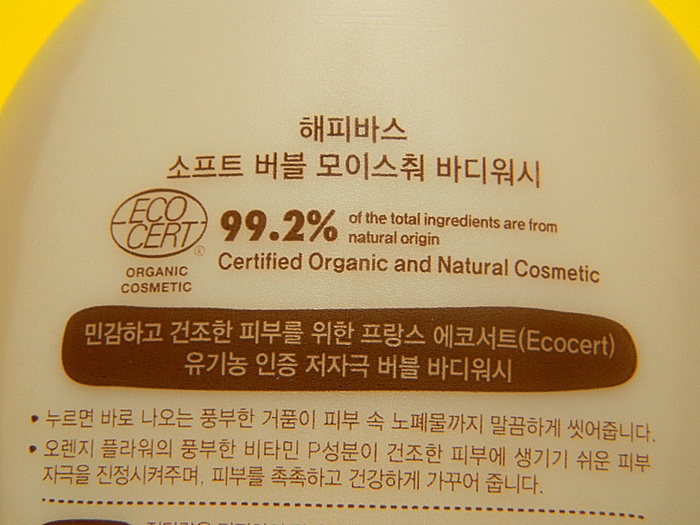 해피바스
소프트 버블 모이스춰 바디워시
ECO
CERT
®
ORGANIC
COSMETIC
99.2% of the total ingredients are from
natural origin
Certified Organic and Natural Cosmetic
민감하고 건조한 피부를 위한 프랑스 에코서트(Ecocert)
유기농 인증 저자극 버블 바디워시
• 누르면 바로 나오는 풍부한 거품이 피부 속 노폐물까지 말끔하게 씻어줍니다.
• 오렌지 플라워의 풍부한 비타민 P성분이 건조한 피부에 생기기 쉬운 피부
자극을 진정시켜주며, 피부를 촉촉하고 건강하게 가꾸어 줍니다.